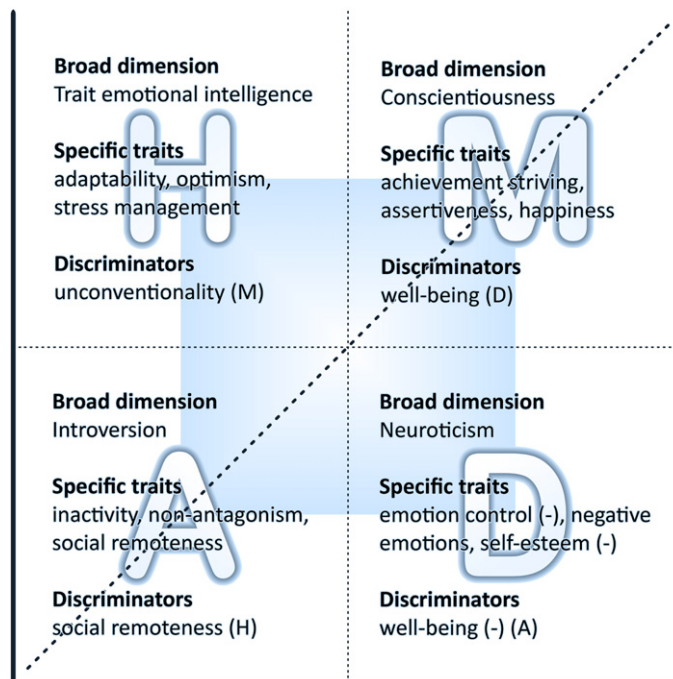 H
Broad dimension
Trait emotional intelligence
Specific traits
adaptability, optimism,
stress management
Discriminators
unconventionality (M)
M
Broad dimension
Conscientiousness
Specific traits
achievement striving,
assertiveness, happiness
Discriminators
well-being (D)
A
Broad dimension
Introversion
Specific traits
inactivity, non-antagonism,
social remoteness
Discriminators
social remoteness (H)
D
Broad dimension
Neuroticism
Specific traits
emotion control (-), negative
emotions, self-esteem (-)
Discriminators
well-being (-) (A)